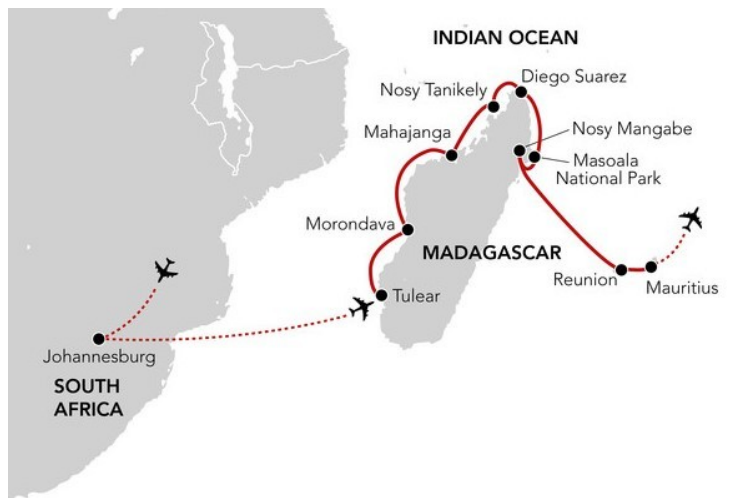 INDIAN OCEAN
Diego Suarez
Nosy Tanikely
Nosy Mangabe
Mahajanga
Masoala
National Park
Morondava
MADAGASCAR
Reunion
Mauritius
Tulear
Johannesburg
SOUTH
AFRICA